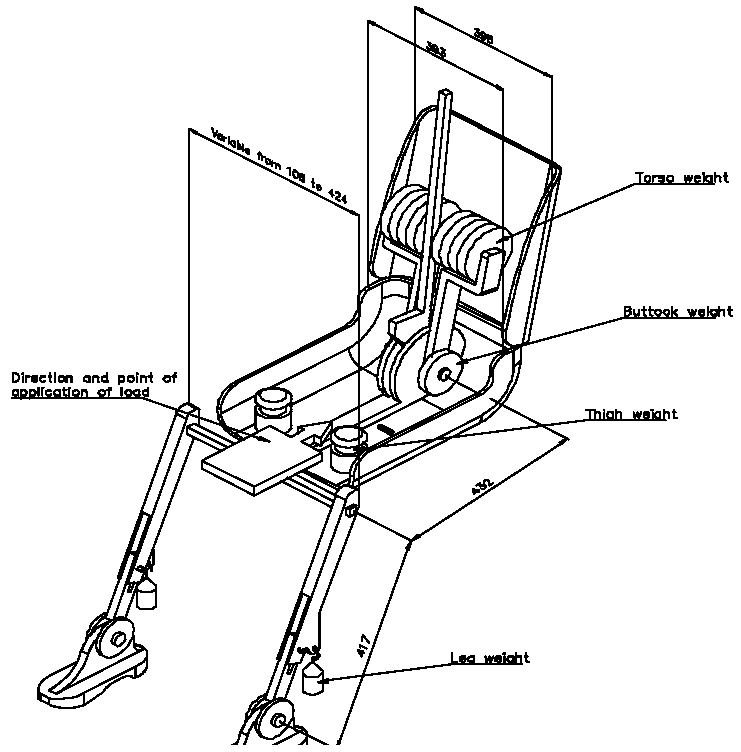 398
383
Variable from 108 to 424
Torso weight
Buttock weight
Direction and point of
application of load
Thigh weight
432
417
Leg weight